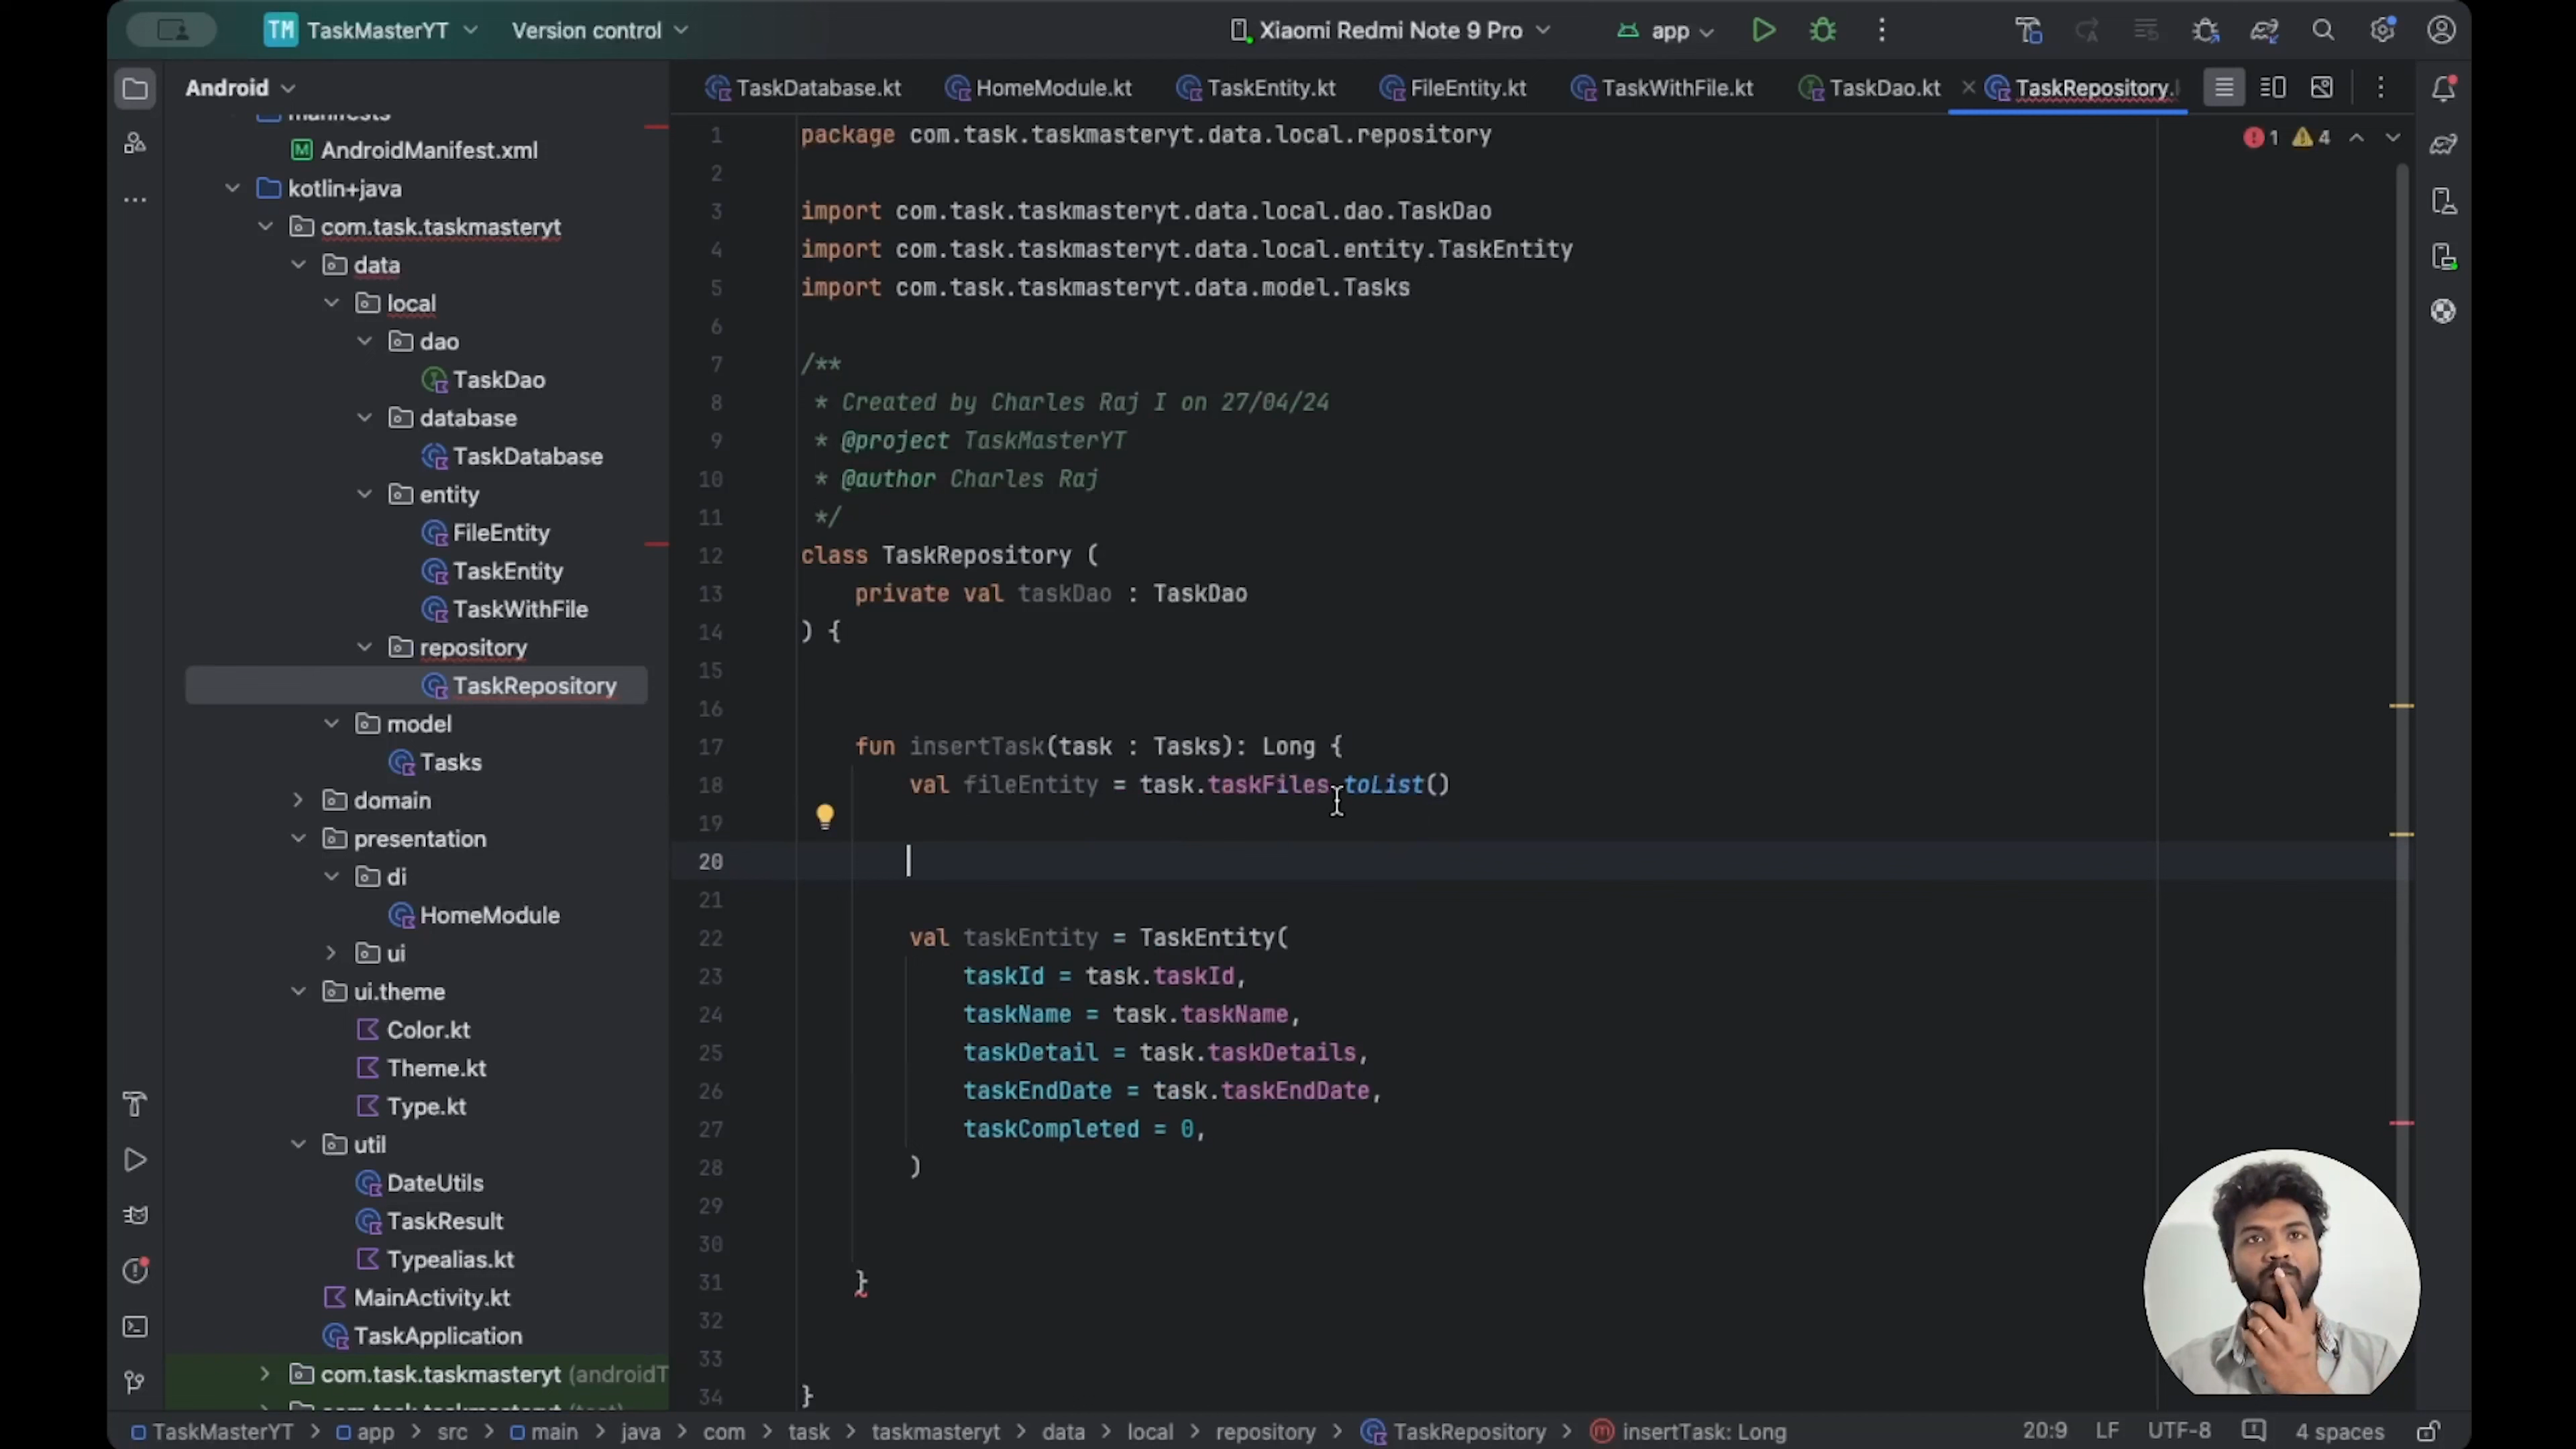 TM TaskMasterYT Version control Xiaomi Redmi Note 9 Pro app
Android
manifests
AndroidManifest.xml
kotlin+java
com.task.taskmasteryt
data
local
dao
TaskDao
database
TaskDatabase
entity
FileEntity
TaskEntity
TaskWithFile
repository
TaskRepository
model
Tasks
domain
presentation
di
HomeModule
ui
ui.theme
Color.kt
Theme.kt
Type.kt
util
DateUtils
TaskResult
Typealias.kt
MainActivity.kt
TaskApplication
com.task.taskmasteryt (androidT
TaskDatabase.kt HomeModule.kt TaskEntity.kt FileEntity.kt TaskWithFile.kt TaskDao.kt TaskRepository.
1 4
1 package com.task.taskmasteryt.data.local.repository
2
3 import com.task.taskmasteryt.data.local.dao.TaskDao
4 import com.task.taskmasteryt.data.local.entity.TaskEntity
5 import com.task.taskmasteryt.data.model.Tasks
6
7 /**
8 * Created by Charles Raj I on 27/04/24
9 * @project TaskMasterYT
10 * @author Charles Raj
11 */
12 class TaskRepository (
13 private val taskDao : TaskDao
14 ) {
15
16
17 fun insertTask(task : Tasks): Long {
18 val fileEntity = task.taskFiles.toList()
19
20
21
22 val taskEntity = TaskEntity(
23 taskId = task.taskId,
24 taskName = task.taskName,
25 taskDetail = task.taskDetails,
26 taskEndDate = task.taskEndDate,
27 taskCompleted = 0,
28 )
29
30
31 }
32
33
34 }
TaskMasterYT > app > src > main > java > com > task > taskmasteryt > data > local > repository > TaskRepository > insertTask: Long 20:9 LF UTF-8 4 spaces